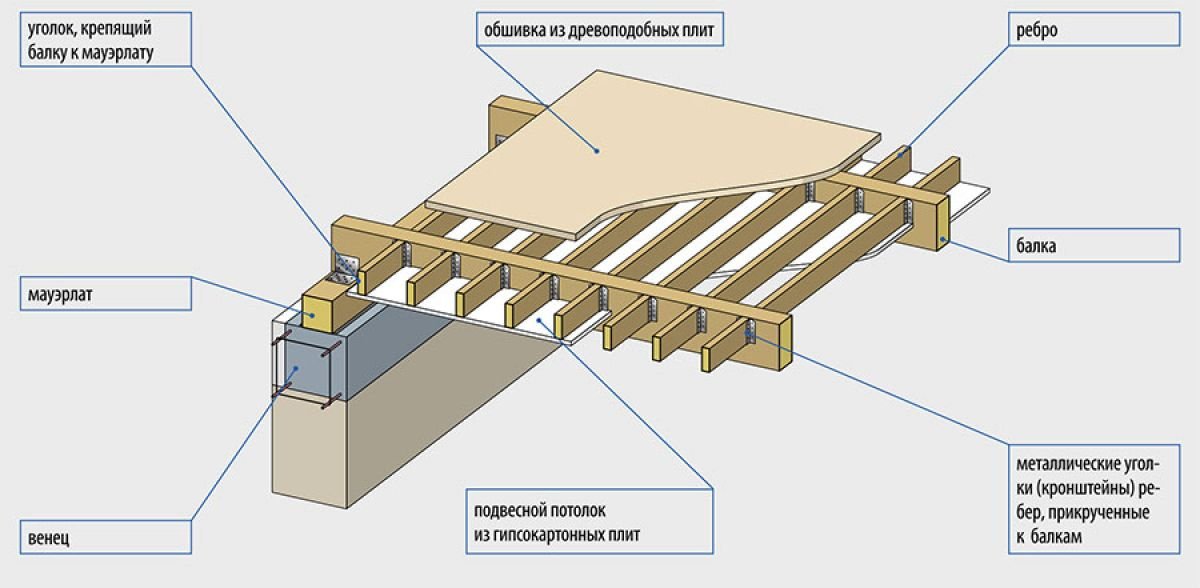 уголок, крепящий
балку к мауэрлату
обшивка из древоподобных плит
ребро
балка
мауэрлат
металлические угол-
ки (кронштейны) ре-
бер, прикрученные
к балкам
подвесной потолок
из гипсокартонных плит
венец